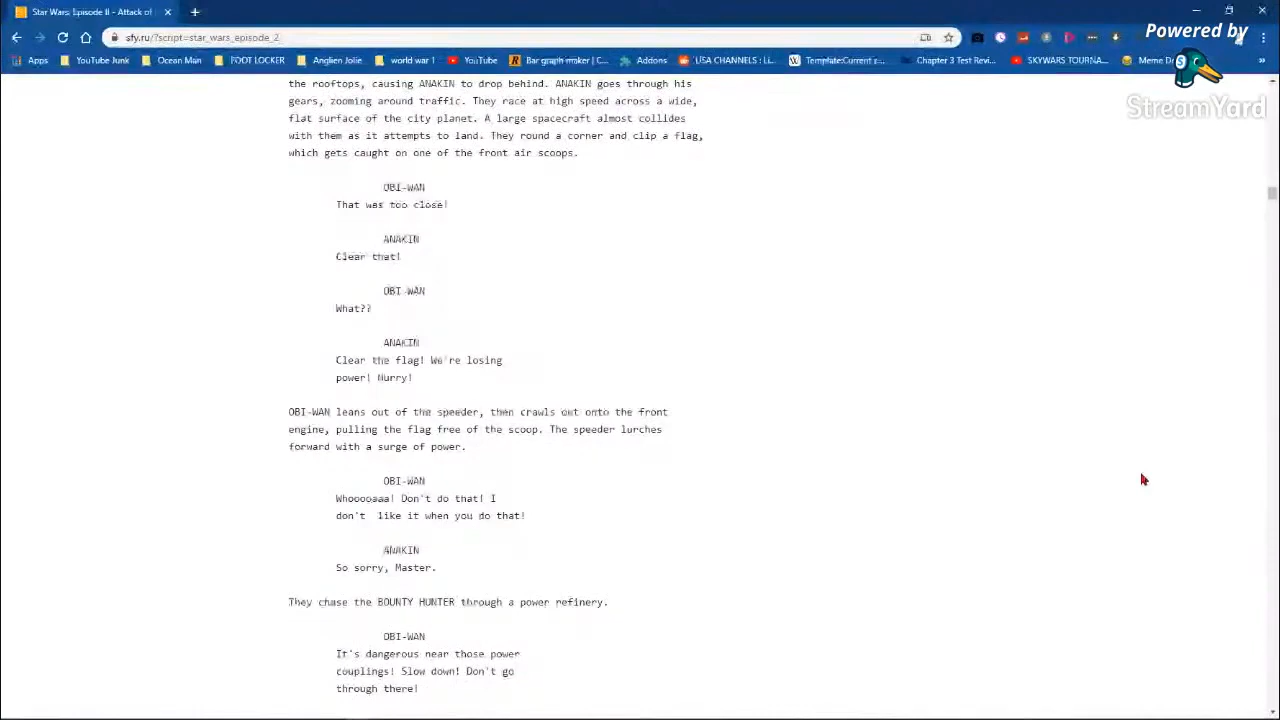 Star Wars: Episode II - Attack of
Powered by
sfy.ru/?script=star_wars_episode_2
Apps
YouTube Junk
Ocean Man
FOOT LOCKER
Anglien Jolie
world war 1
YouTube
Bar graph maker | C...
Addons
USA CHANNELS : Li...
Template:Current r...
Chapter 3 Test Revi...
SKYWARS TOURNA...
StreamYard
the rooftops, causing ANAKIN to drop behind. ANAKIN goes through his
gears, zooming around traffic. They race at high speed across a wide,
flat surface of the city planet. A large spacecraft almost collides
with them as it attempts to land. They round a corner and clip a flag,
which gets caught on one of the front air scoops.
OBI-WAN
That was too close!
ANAKIN
Clear that!
OBI-WAN
What??
ANAKIN
Clear the flag! We're losing
power! Hurry!
OBI-WAN leans out of the speeder, then crawls out onto the front
engine, pulling the flag free of the scoop. The speeder lurches
forward with a surge of power.
OBI-WAN
Whooooaaa! Don't do that! I
don't like it when you do that!
ANAKIN
So sorry, Master.
They chase the BOUNTY HUNTER through a power refinery.
OBI-WAN
It's dangerous near those power
couplings! Slow down! Don't go
through there!